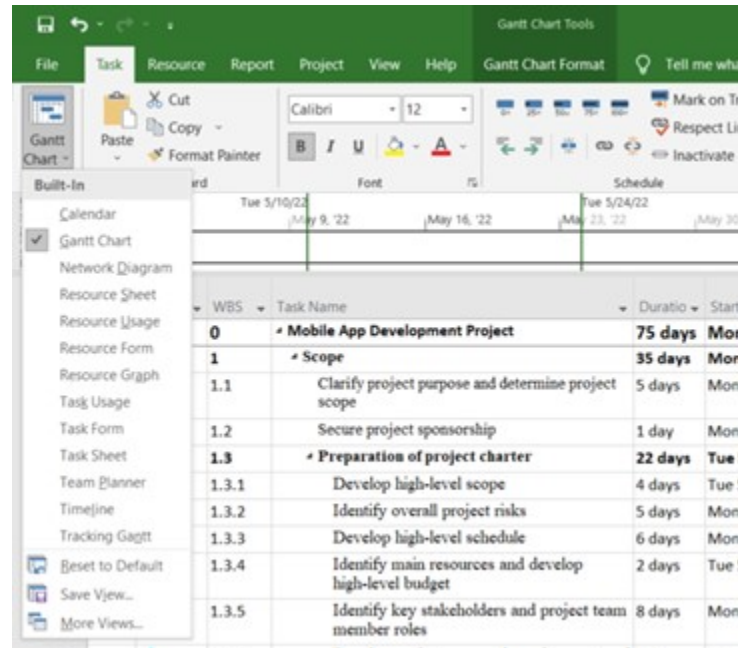 Gantt Chart Tools
File Task Resource Report Project View Help Gantt Chart Format Tell me wha
Gantt Chart
Paste
Cut
Copy
Format Painter
Calibri 12
B I U A
Mark on Tr
Respect Li
Inactivate
rd Font Schedule
Built-In
Calendar
Gantt Chart
Network Diagram
Resource Sheet
Resource Usage
Resource Form
Resource Graph
Task Usage
Task Form
Task Sheet
Team Planner
Timeline
Tracking Gantt
Reset to Default
Save View...
More Views...
Tue 5/10/22 Tue 5/24/22
May 9, '22 May 16, '22 May 23, '22 May 30
WBS Task Name Duratio Start
0 Mobile App Development Project 75 days Mon
1 Scope 35 days Mon
1.1 Clarify project purpose and determine project 5 days Mon
scope
1.2 Secure project sponsorship 1 day Mon
1.3 Preparation of project charter 22 days Tue
1.3.1 Develop high-level scope 4 days Tue
1.3.2 Identify overall project risks 5 days Mon
1.3.3 Develop high-level schedule 6 days Mon
1.3.4 Identify main resources and develop 2 days Tue
high-level budget
1.3.5 Identify key stakeholders and project team 8 days Mon
member roles